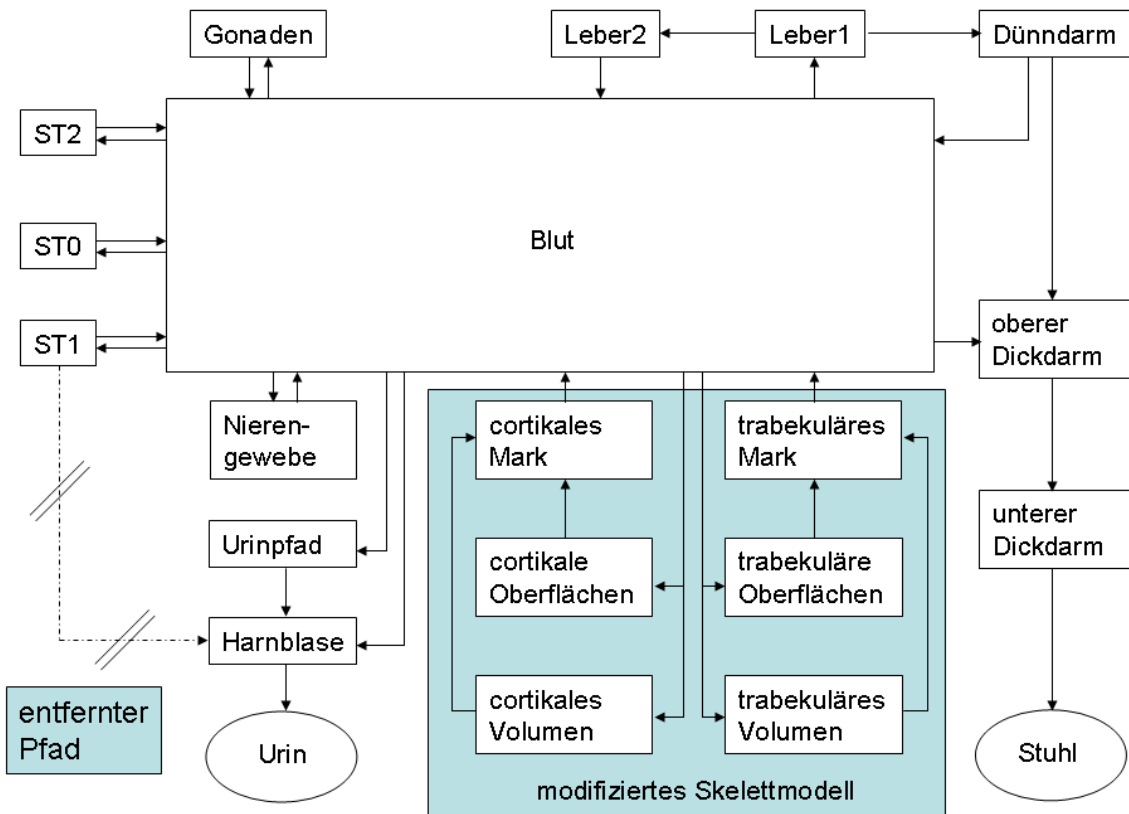 Gonaden
Leber2
Leber1
Dünndarm
ST2
ST0
ST1
Blut
oberer
Dickdarm
Nieren-
gewebe
cortikales
Mark
trabekuläres
Mark
Urinpfad
cortikale
Oberflächen
trabekuläre
Oberflächen
unterer
Dickdarm
Harnblase
cortikales
Volumen
trabekuläres
Volumen
entfernter
Pfad
Urin
Stuhl
modifiziertes Skelettmodell